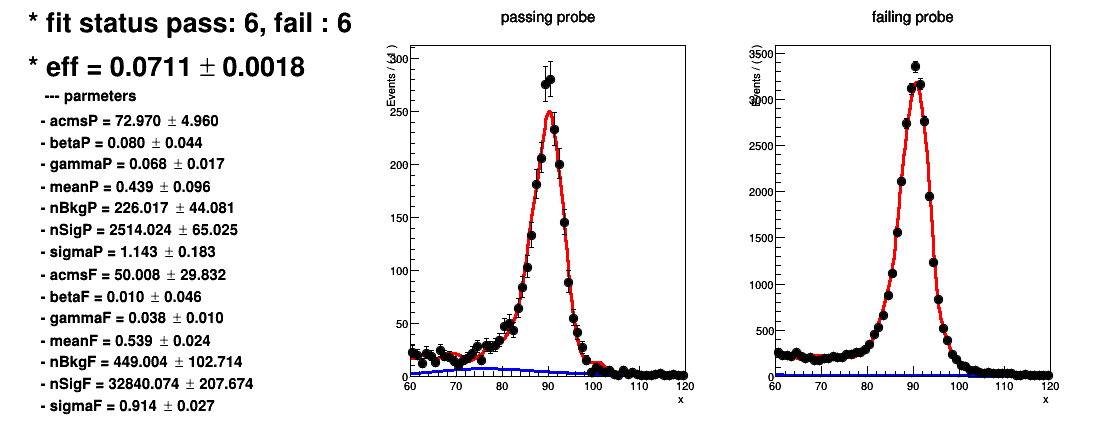 * fit status pass: 6, fail : 6
* eff = 0.0711 ± 0.0018
--- parmeters
- acmsP = 72.970 ± 4.960
- betaP = 0.080 ± 0.044
- gammaP = 0.068 ± 0.017
- meanP = 0.439 ± 0.096
- nBkgP = 226.017 ± 44.081
- nSigP = 2514.024 ± 65.025
- sigmaP = 1.143 ± 0.183
- acmsF = 50.008 ± 29.832
- betaF = 0.010 ± 0.046
- gammaF = 0.038 ± 0.010
- meanF = 0.539 ± 0.024
- nBkgF = 449.004 ± 102.714
- nSigF = 32840.074 ± 207.674
- sigmaF = 0.914 ± 0.027
passing probe
Events / ( 1 )
300
250
200
150
100
50
0
60 70 80 90 100 110 120
x
failing probe
Events / (
3500
3000
2500
2000
1500
1000
500
0
60 70 80 90 100 110 120
x